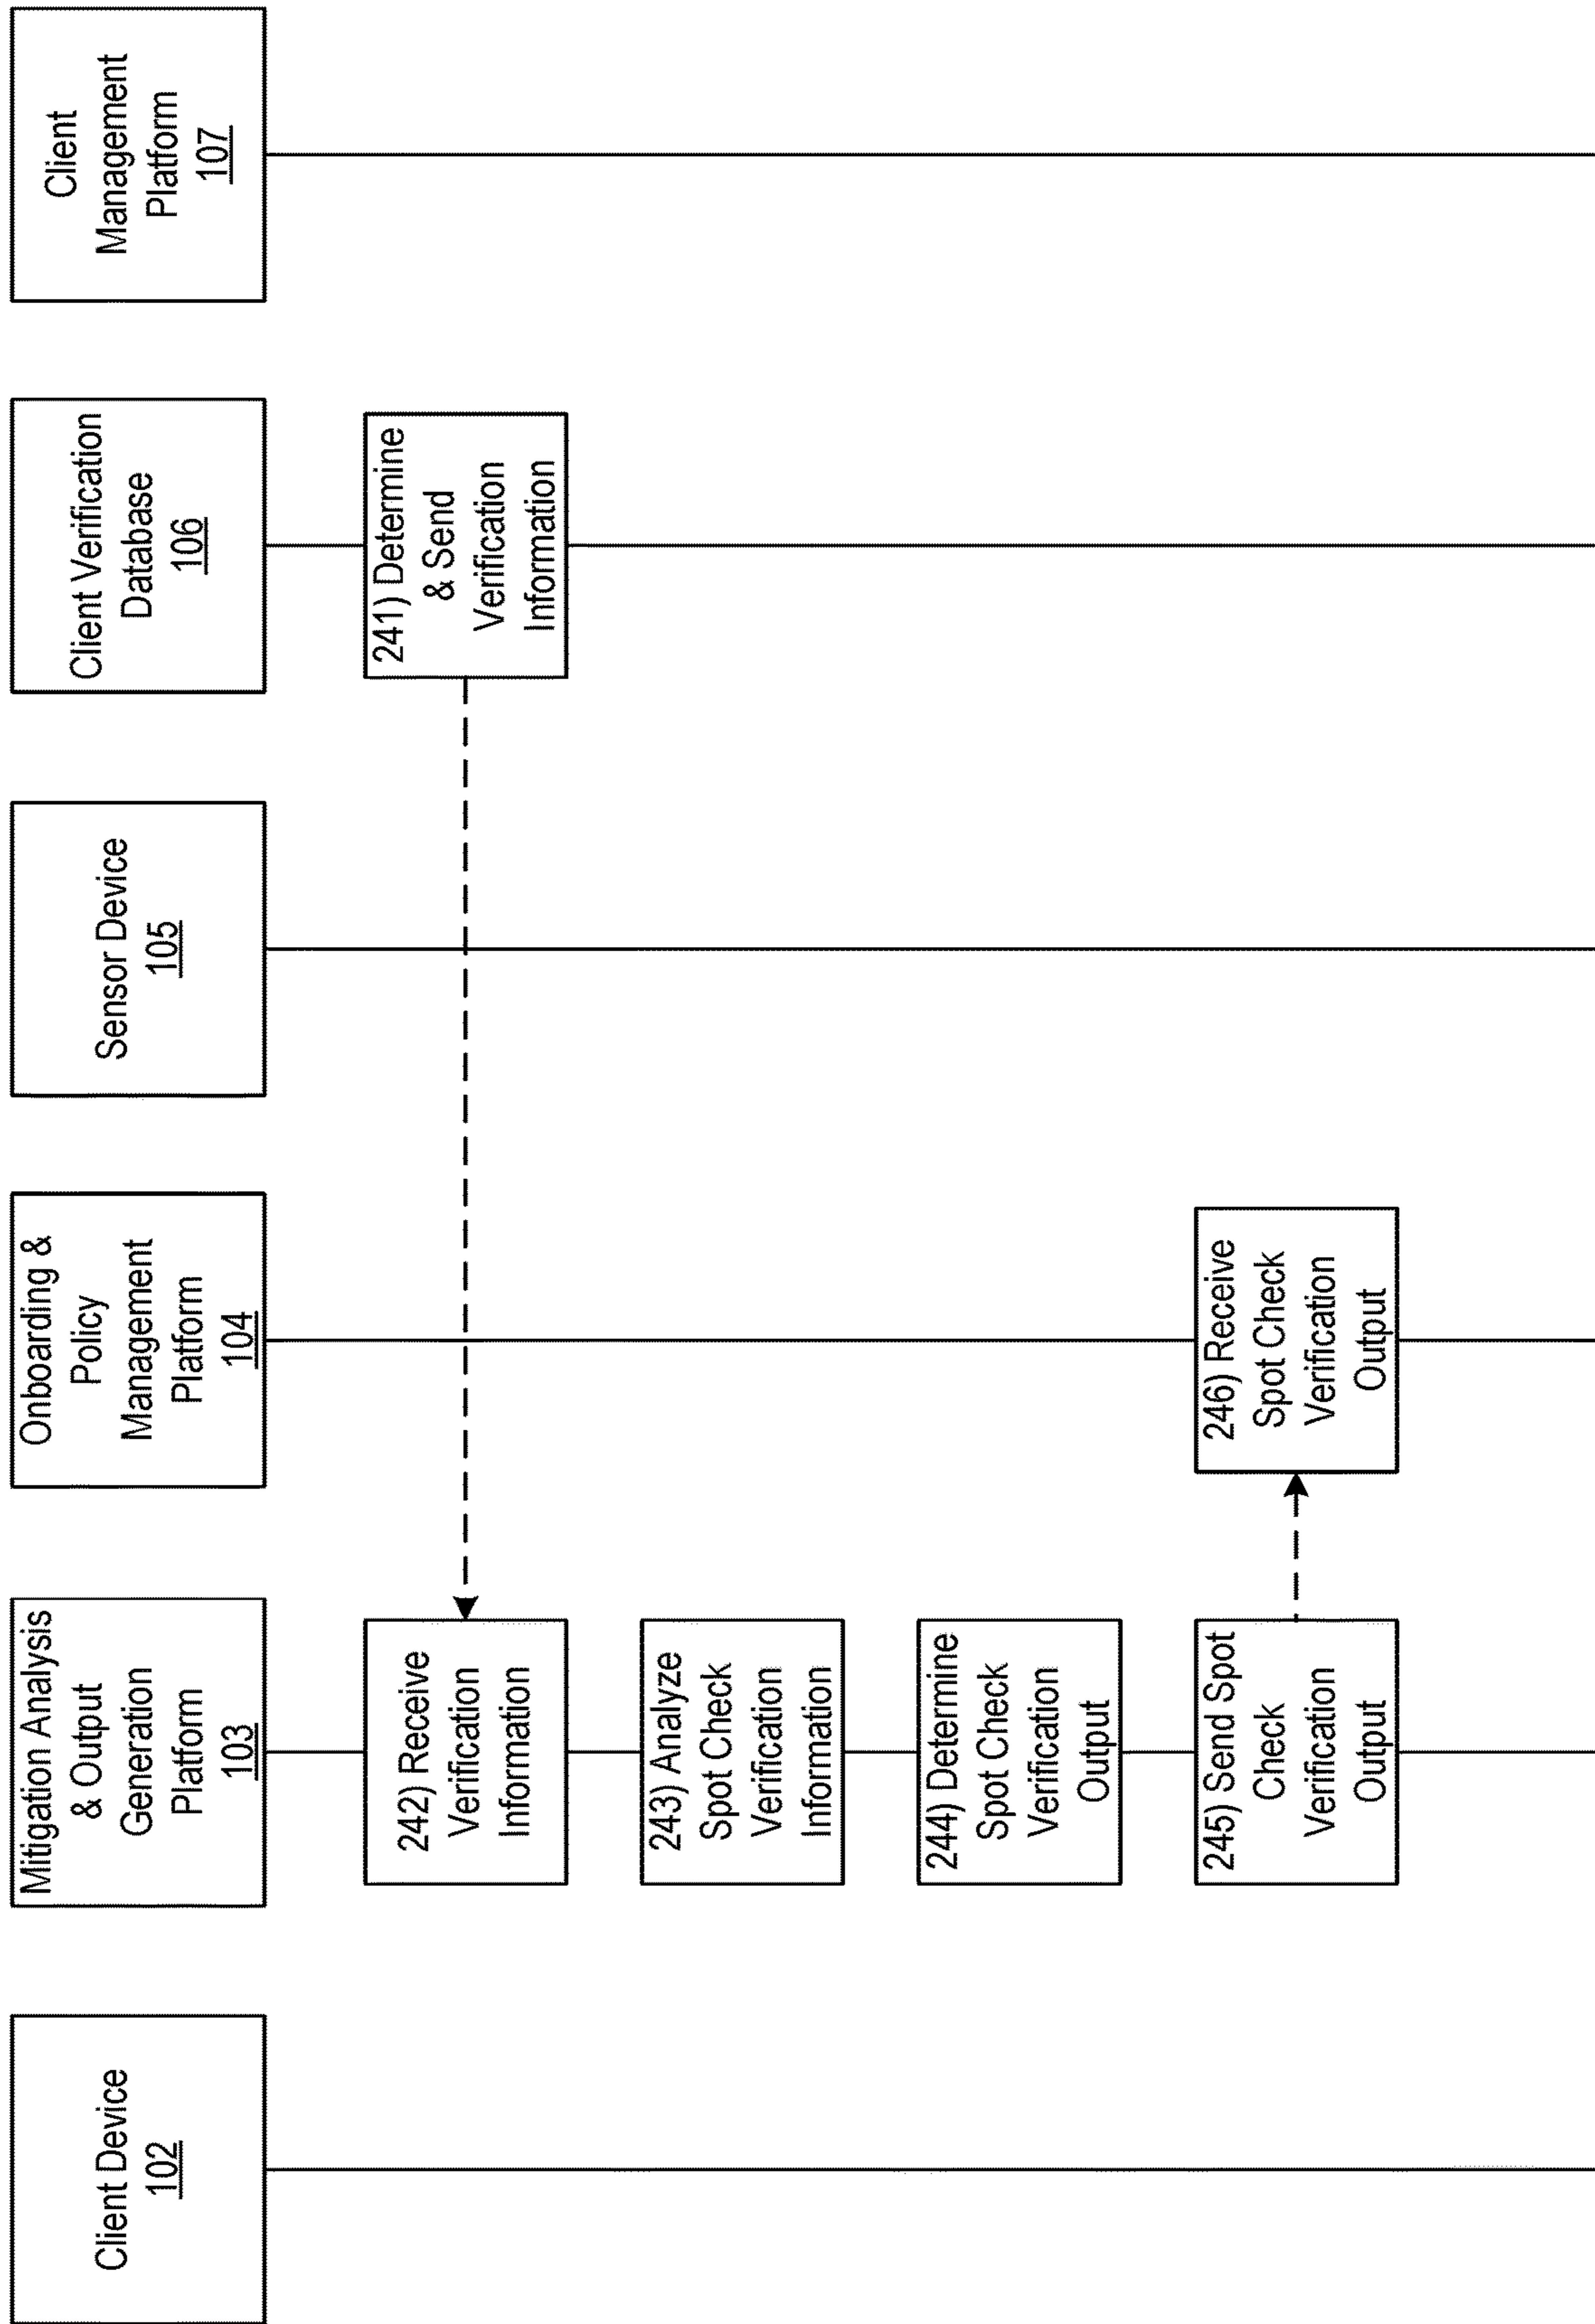 Client Device
102
Mitigation Analysis
& Output
Generation
Platform
103
Onboarding &
Policy
Management
Platform
104
Sensor Device
105
Client Verification
Database
106
Client
Management
Platform
107
241) Determine
& Send
Verification
Information
242) Receive
Verification
Information
243) Analyze
Spot Check
Verification
Information
244) Determine
Spot Check
Verification
Output
245) Send Spot
Check
Verification
Output
246) Receive
Spot Check
Verification
Output